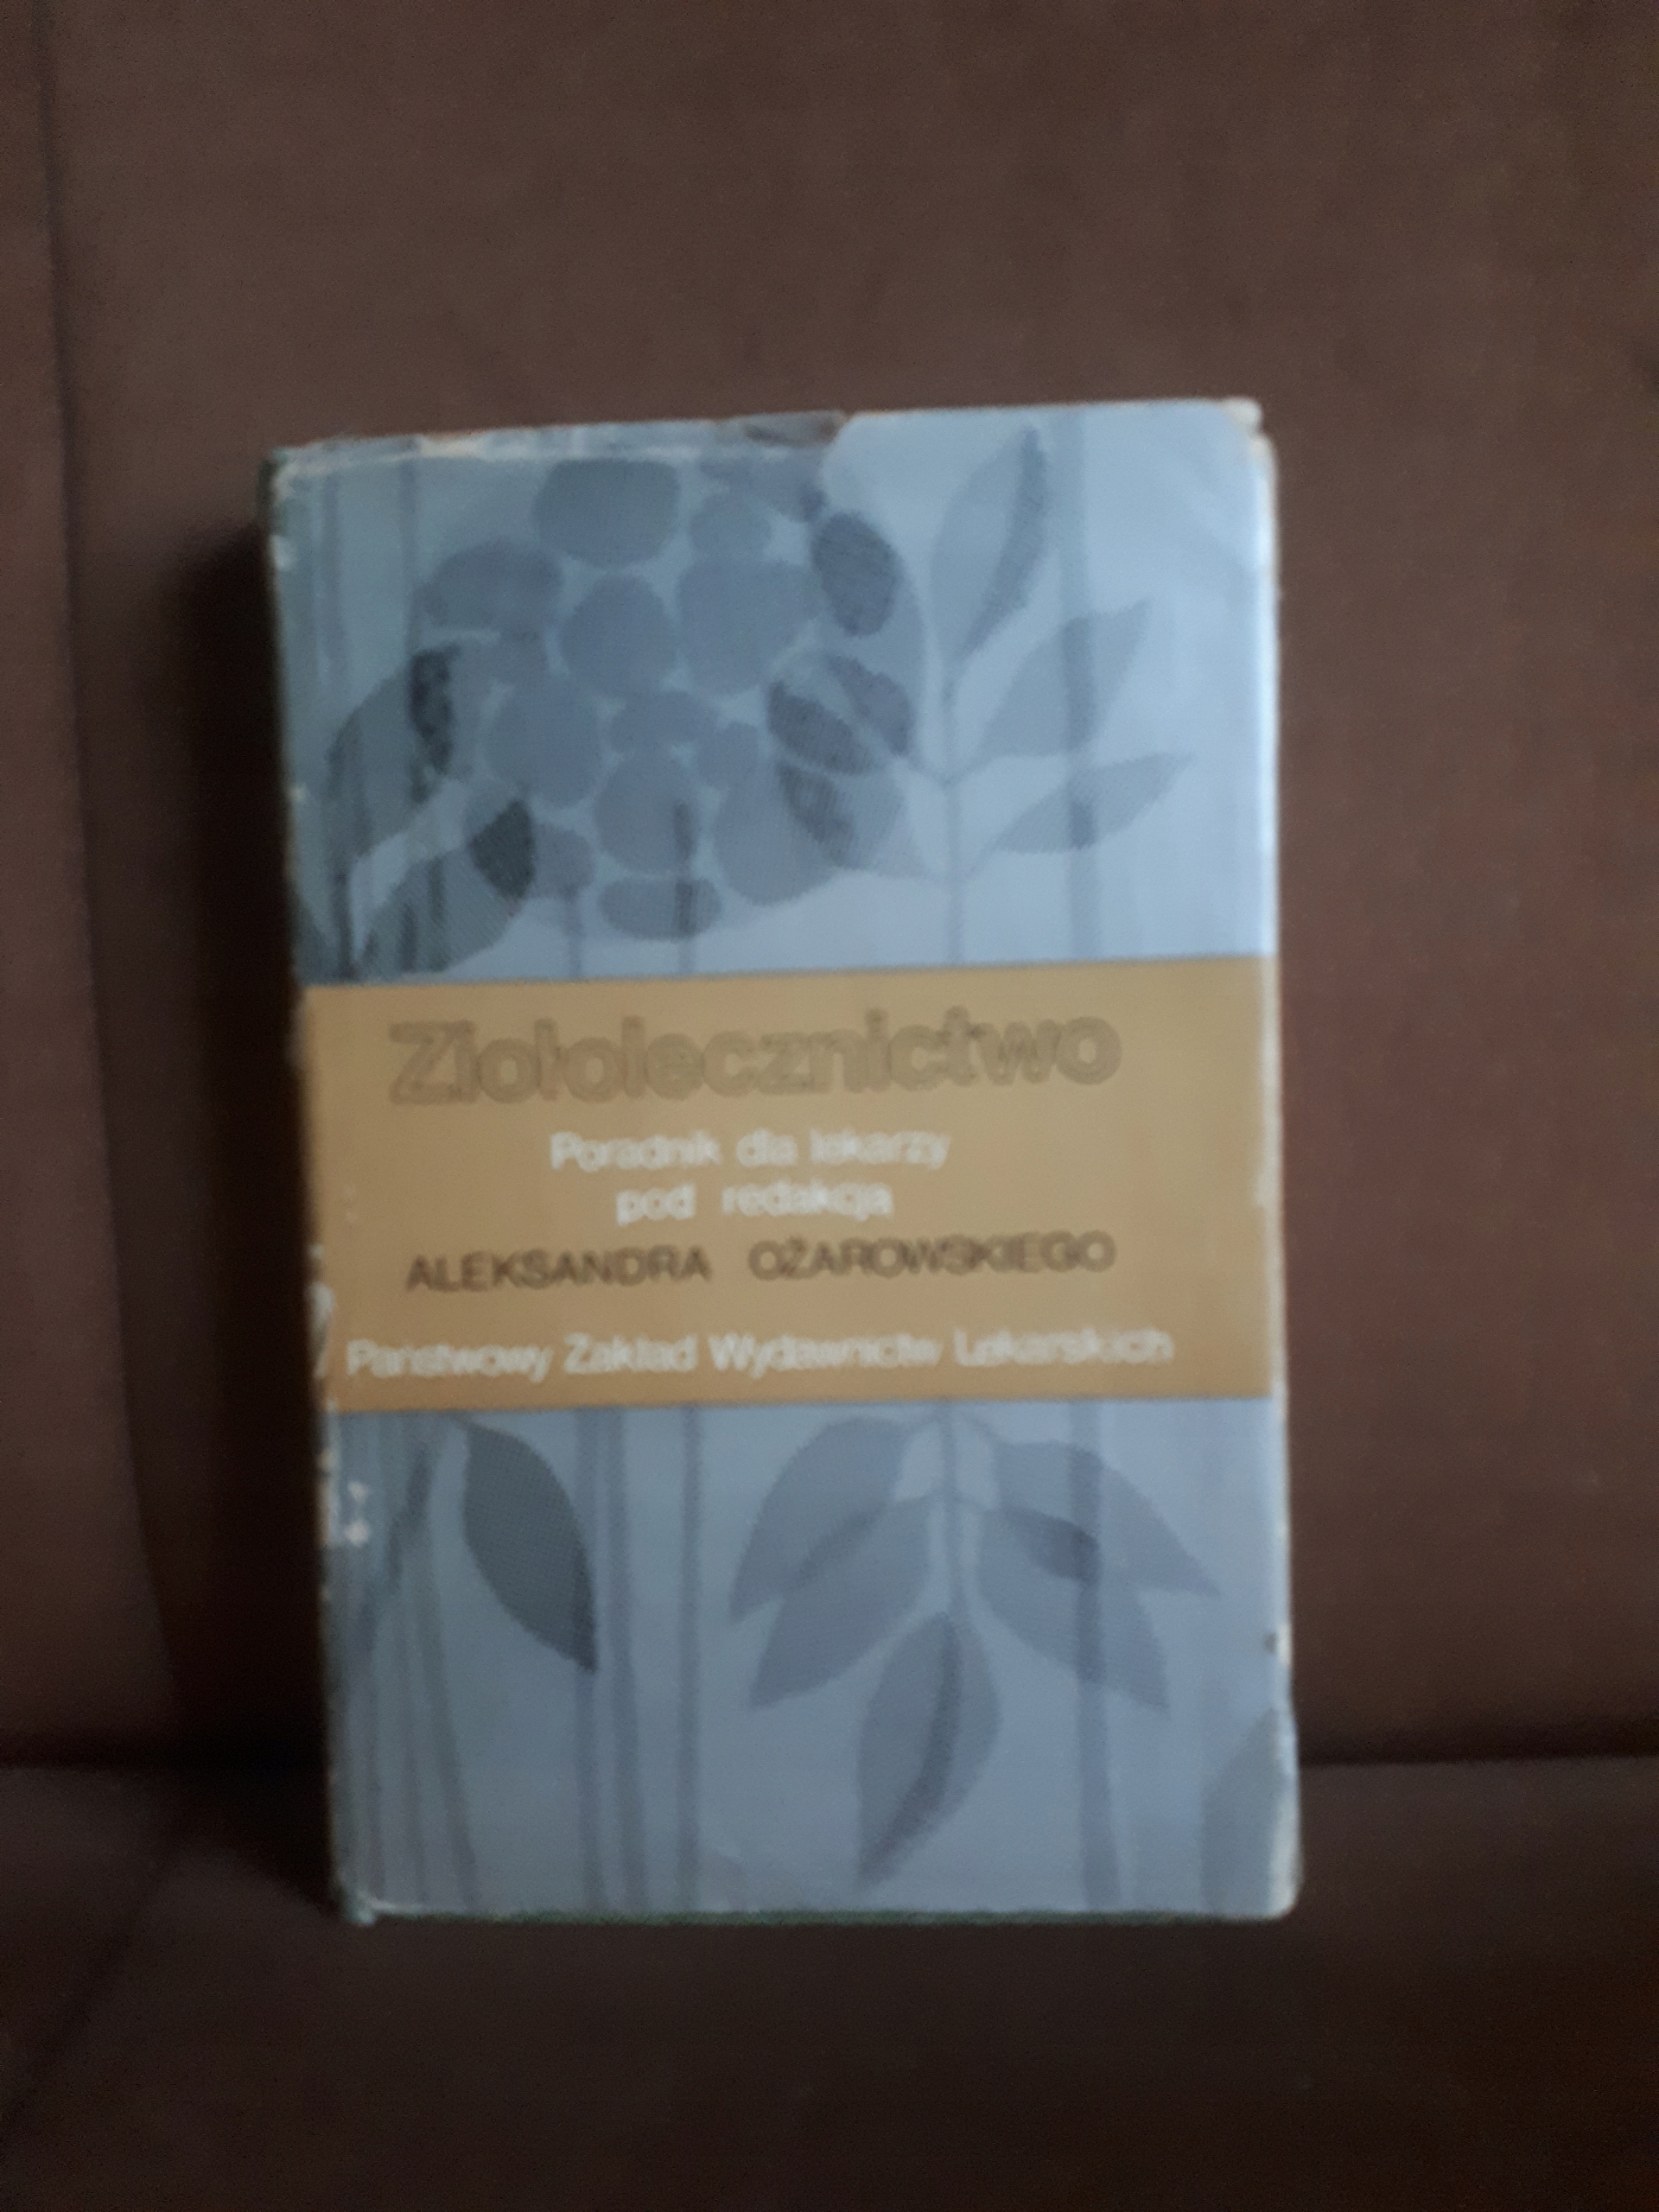 Ziołolecznictwo
Poradnik dla lekarzy
pod redakcją
ALEKSANDRA OŻAROWSKIEGO
Państwowy Zakład Wydawnictw Lekarskich